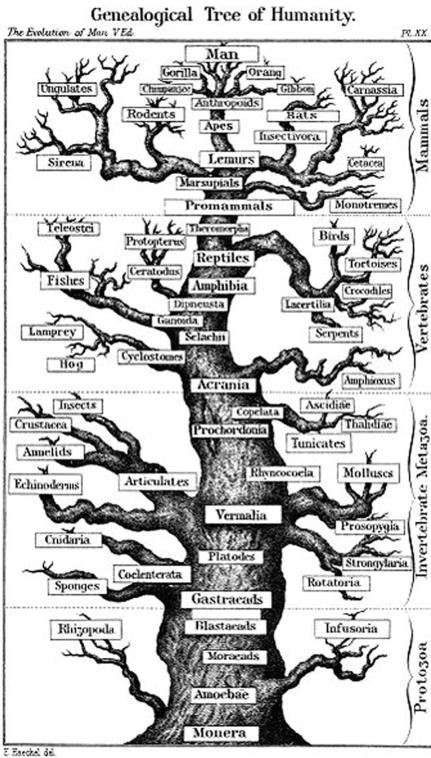 Genealogical Tree of Humanity.
The Evolution of Man V.Ed.
Pl. XX.
Man
Gorilla
Orang
Ungulates
Chimpanzee
Gibbon
Carnassia
Anthropoids
Rodents
Bats
Apes
Insectivora
Sirena
Lemurs
Cetacea
Marsupials
Promammals
Monotremes
Mammals
Teleostei
Theromorpha
Protopterus
Birds
Reptiles
Ceratodus
Tortoises
Fishes
Amphibia
Crocodiles
Dipneusta
Lacertilia
Ganoida
Lamprey
Selachii
Serpents
Hog
Cyclostomes
Acrania
Amphioxus
Vertebrates
Insects
Copelata
Ascidiae
Crustacea
Thalidiae
Prochordonia
Tunicates
Annelids
Articulates
Rhyncocoela
Molluscs
Echinoderms
Vermalia
Prosopygia
Cnidaria
Platodes
Strongylaria
Coelenterata
Rotatoria
Sponges
Gastraeads
Invertebrate Metazoa.
Rhizopoda
Blastaeads
Infusoria
Moraeads
Amoebae
Monera
Protozoa
E. Haeckel del.